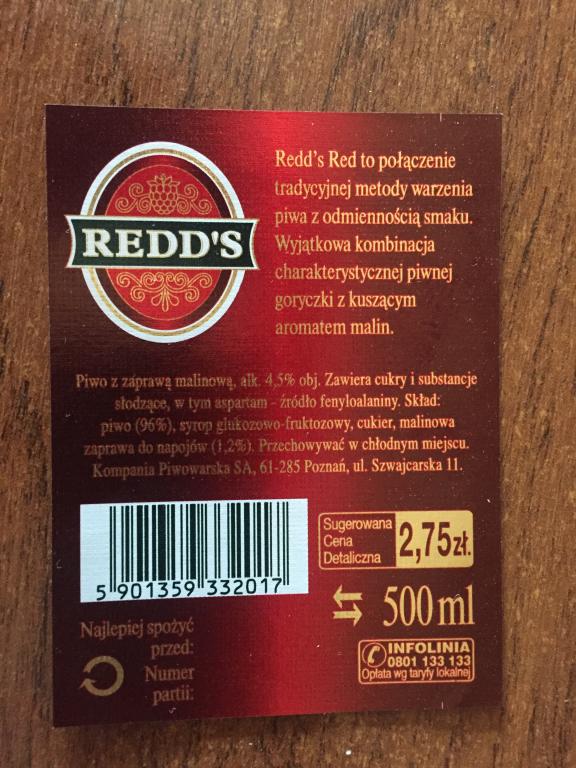 REDD'S
Redd's Red to połączenie
tradycyjnej metody warzenia
piwa z odmiennością smaku.
Wyjątkowa kombinacja
charakterystycznej piwnej
goryczki z kuszącym
aromatem malin.
Piwo z zaprawą malinową, alk. 4,5% obj. Zawiera cukry i substancje
słodzące, w tym aspartam - źródło fenyloalaniny. Skład:
piwo (96%), syrop glukozowo-fruktozowy, cukier, malinowa
zaprawa do napojów (1,2%). Przechowywać w chłodnym miejscu.
Kompania Piwowarska SA, 61-285 Poznań, ul. Szwajcarska 11.
5 901359 332017
Sugerowana
Cena
Detaliczna
2,75zł.
500 ml
Najlepiej spożyć
przed:
Numer
partii:
INFOLINIA
0801 133 133
Opłata wg taryfy lokalnej